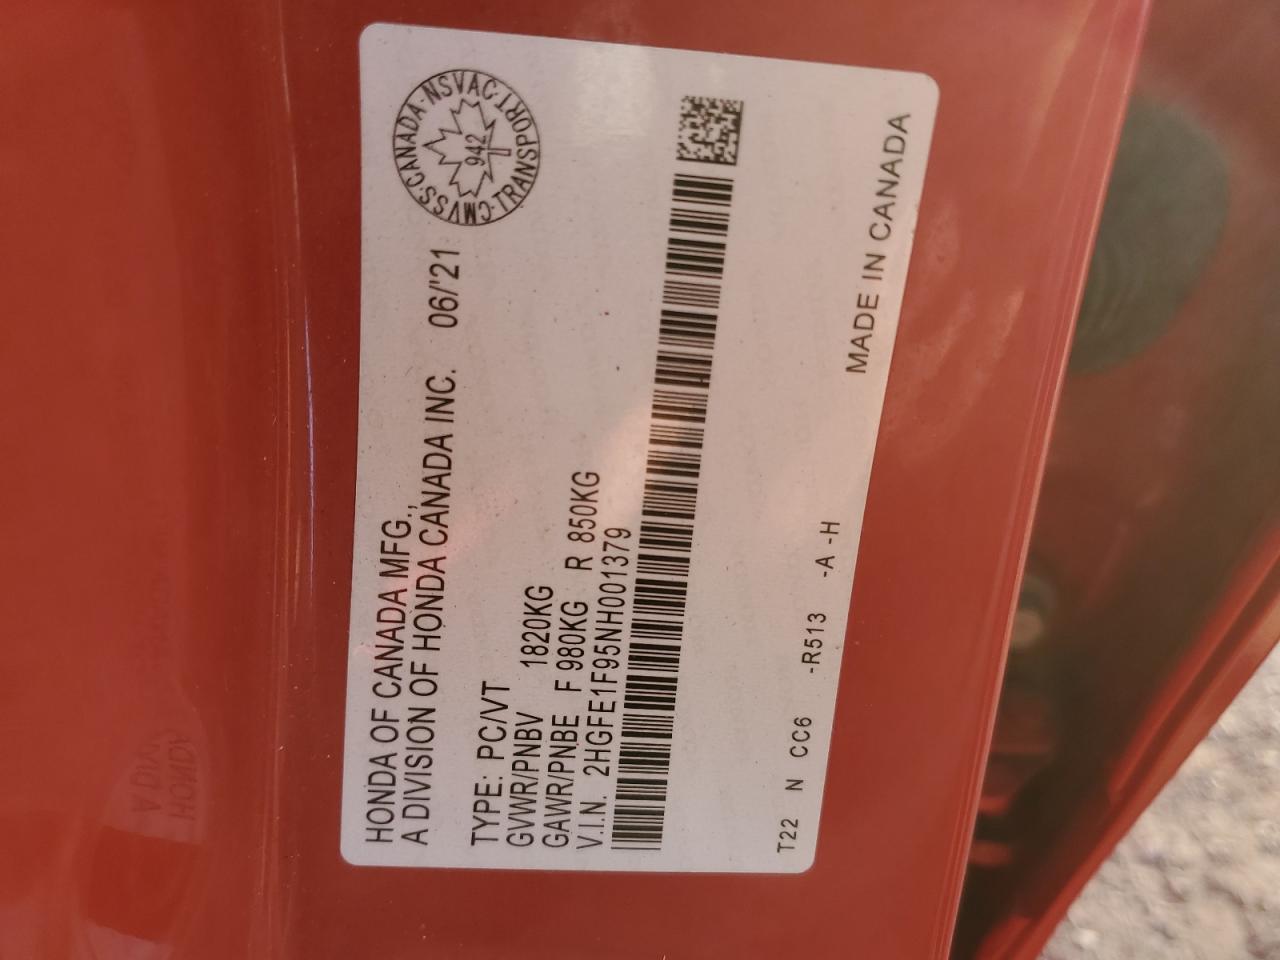 HONDA OF CANADA MFG.,
A DIVISION OF HONDA CANADA INC. 06/'21
CMVSS·CANADA·NSVAC·TRANSPORT
942
TYPE: PC/VT
GVWR/PNBV 1820KG
GAWR/PNBE F 980KG R 850KG
V.I.N. 2HGFE1F95NH001379
T22 N CC6 -R513 -A -H MADE IN CANADA